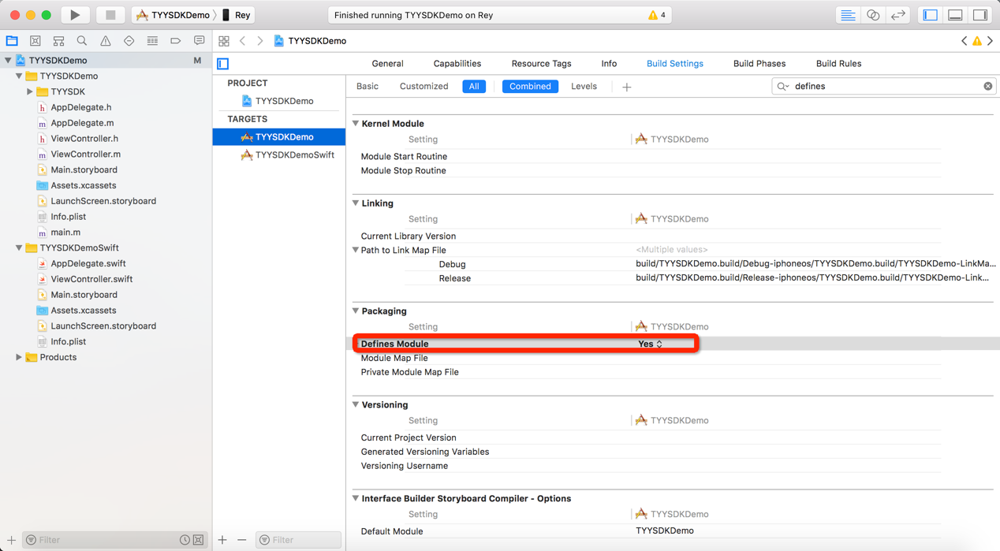 TYYSDKDemo Rey Finished running TYYSDKDemo on Rey 4
TYYSDKDemo
TYYSDKDemo M
TYYSDKDemo
TYYSDK
AppDelegate.h
AppDelegate.m
ViewController.h
ViewController.m
Main.storyboard
Assets.xcassets
LaunchScreen.storyboard
Info.plist
main.m
TYYSDKDemoSwift
AppDelegate.swift
ViewController.swift
Main.storyboard
Assets.xcassets
LaunchScreen.storyboard
Info.plist
Products
Filter
PROJECT
TYYSDKDemo
TARGETS
TYYSDKDemo
TYYSDKDemoSwift
Filter
General Capabilities Resource Tags Info Build Settings Build Phases Build Rules
Basic Customized All Combined Levels defines
Kernel Module
Setting TYYSDKDemo
Module Start Routine
Module Stop Routine
Linking
Setting TYYSDKDemo
Current Library Version
Path to Link Map File <Multiple values>
Debug build/TYYSDKDemo.build/Debug-iphoneos/TYYSDKDemo.build/TYYSDKDemo-LinkMa...
Release build/TYYSDKDemo.build/Release-iphoneos/TYYSDKDemo.build/TYYSDKDemo-Link...
Packaging
Setting TYYSDKDemo
Defines Module Yes
Module Map File
Private Module Map File
Versioning
Setting TYYSDKDemo
Current Project Version
Generated Versioning Variables
Versioning Username
Interface Builder Storyboard Compiler - Options
Setting TYYSDKDemo
Default Module TYYSDKDemo